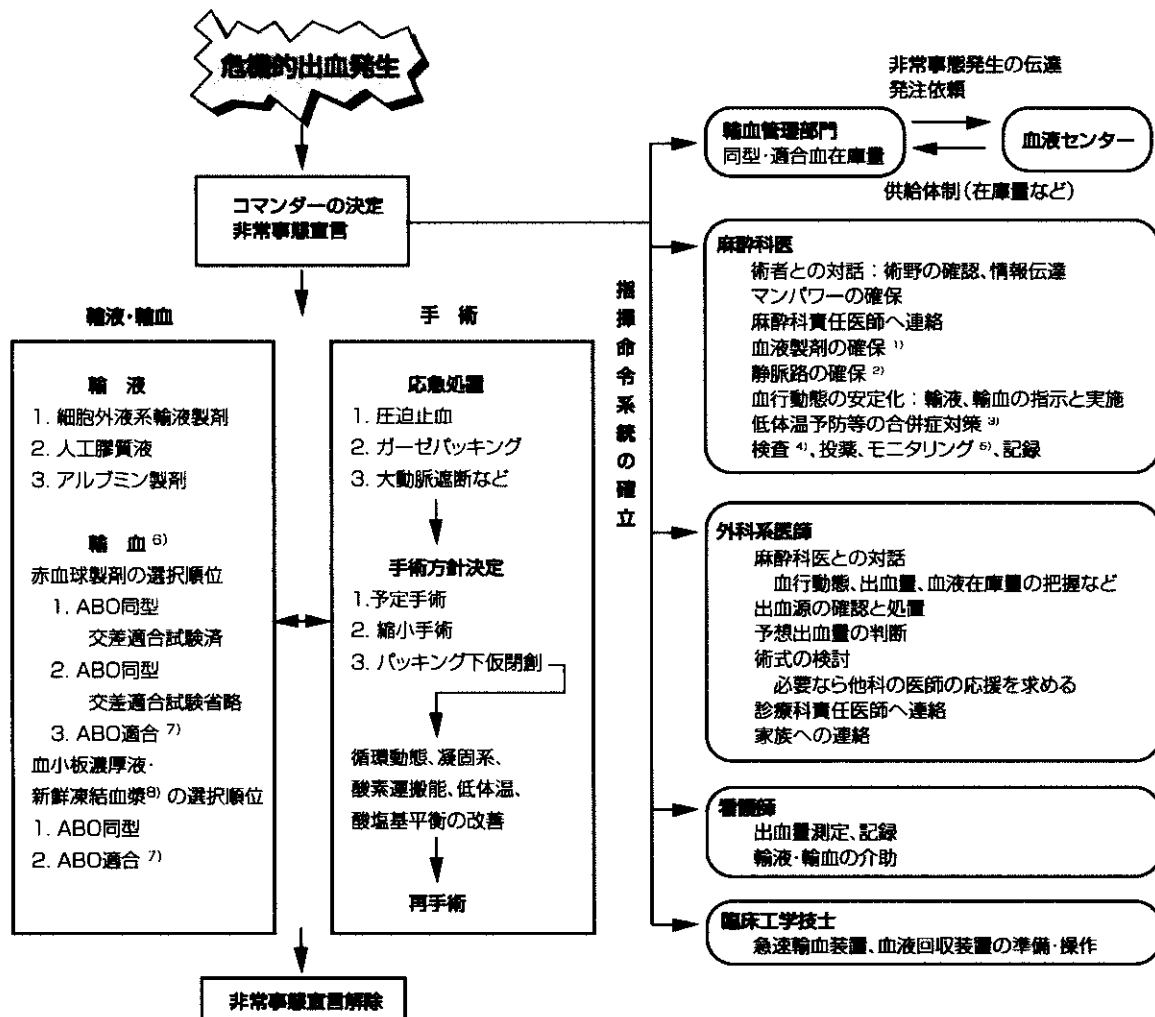 危機的出血発生
コマンダーの決定
非常事態宣言
輸液・輸血
輸 液
1. 細胞外液系輸液製剤
2. 人工膠質液
3. アルブミン製剤
輸 血 6)
赤血球製剤の選択順位
1. ABO同型
交差適合試験済
2. ABO同型
交差適合試験省略
3. ABO適合 7)
血小板濃厚液・
新鮮凍結血漿8) の選択順位
1. ABO同型
2. ABO適合 7)
手 術
応急処置
1. 圧迫止血
2. ガーゼパッキング
3. 大動脈遮断など
手術方針決定
1.予定手術
2. 縮小手術
3. パッキング下仮閉創
循環動態、凝固系、
酸素運搬能、低体温、
酸塩基平衡の改善
再手術
非常事態宣言解除
指揮命令系統の確立
非常事態発生の伝達
発注依頼
輸血管理部門
同型・適合血在庫量
血液センター
供給体制(在庫量など)
麻酔科医
術者との対話：術野の確認、情報伝達
マンパワーの確保
麻酔科責任医師へ連絡
血液製剤の確保 1)
静脈路の確保 2)
血行動態の安定化：輸液、輸血の指示と実施
低体温予防等の合併症対策 3)
検査 4)、投薬、モニタリング 5)、記録
外科系医師
麻酔科医との対話
血行動態、出血量、血液在庫量の把握など
出血源の確認と処置
予想出血量の判断
術式の検討
必要なら他科の医師の応援を求める
診療科責任医師へ連絡
家族への連絡
看護師
出血量測定、記録
輸液・輸血の介助
臨床工学技士
急速輸血装置、血液回収装置の準備・操作